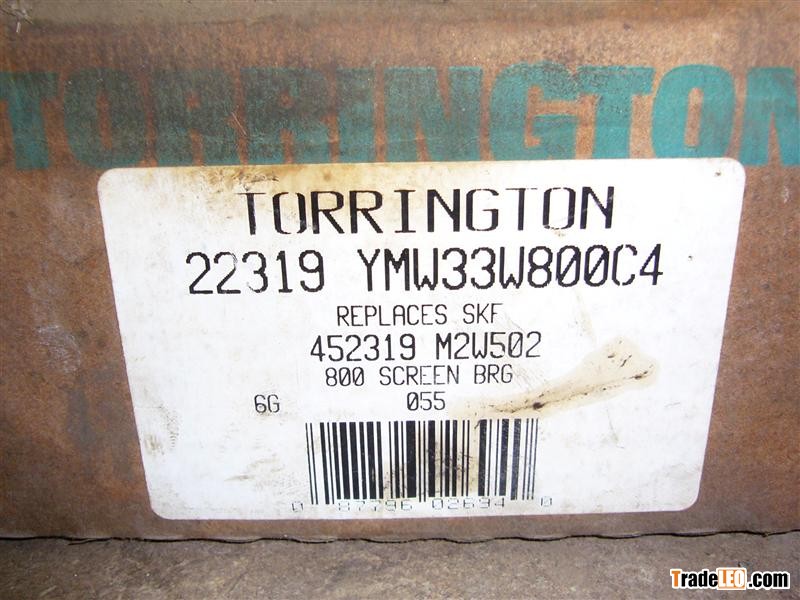 TORRINGTON
TORRINGTON
22319 YMW33W800C4
REPLACES SKF
452319 M2W502
800 SCREEN BRG
6G 055
0 87796 02694 0
TradeLEO.com